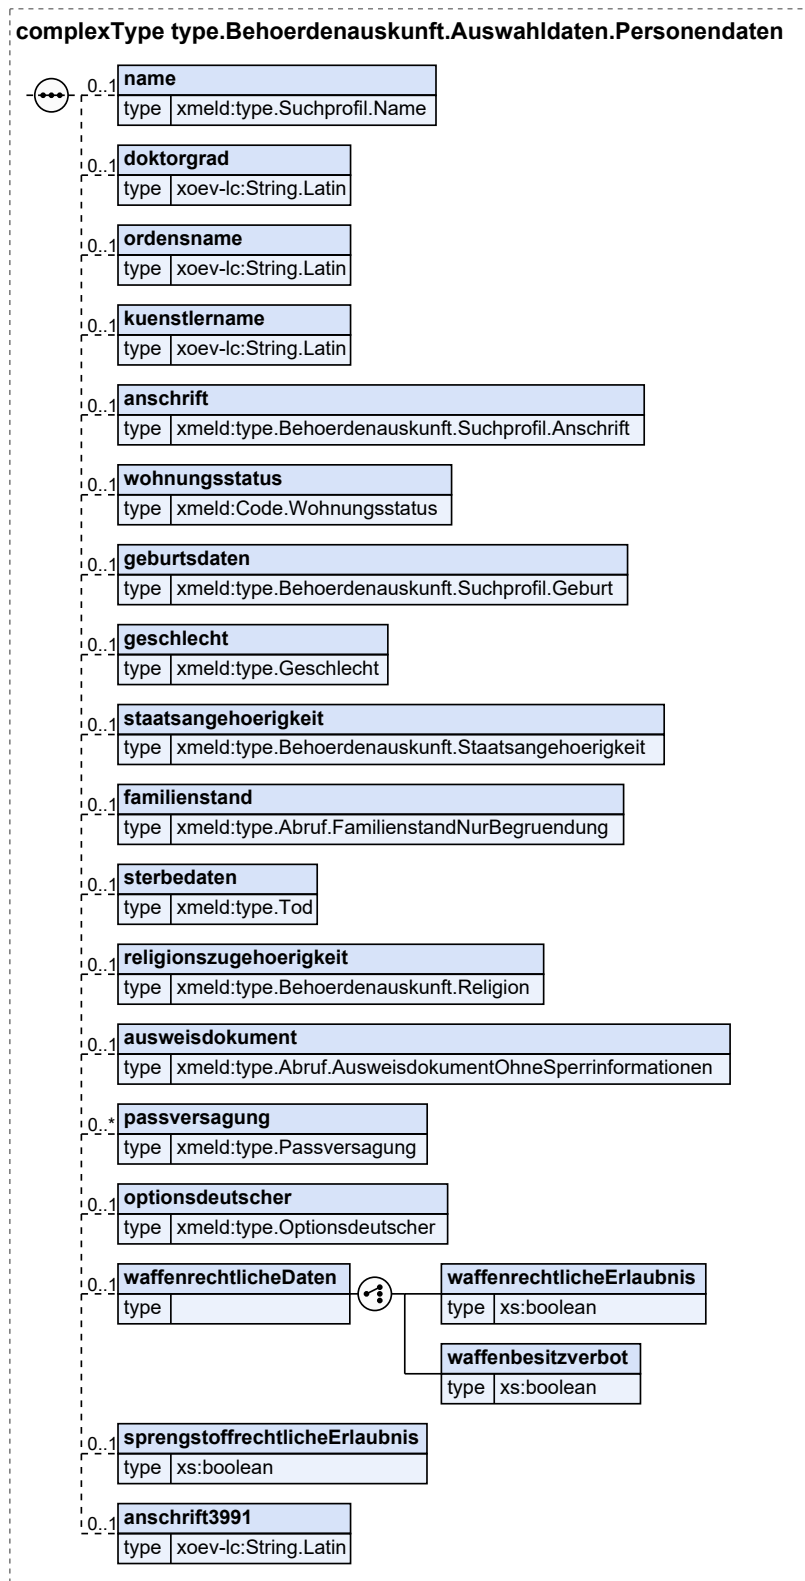 complexType type.Behoerdenauskunft.Auswahldaten.Personendaten
0..1 name
type xmeld:type.Suchprofil.Name
0..1 doktorgrad
type xoev-lc:String.Latin
0..1 ordensname
type xoev-lc:String.Latin
0..1 kuenstlername
type xoev-lc:String.Latin
0..1 anschrift
type xmeld:type.Behoerdenauskunft.Suchprofil.Anschrift
0..1 wohnungsstatus
type xmeld:Code.Wohnungsstatus
0..1 geburtsdaten
type xmeld:type.Behoerdenauskunft.Suchprofil.Geburt
0..1 geschlecht
type xmeld:type.Geschlecht
0..1 staatsangehoerigkeit
type xmeld:type.Behoerdenauskunft.Staatsangehoerigkeit
0..1 familienstand
type xmeld:type.Abruf.FamilienstandNurBegruendung
0..1 sterbedaten
type xmeld:type.Tod
0..1 religionszugehoerigkeit
type xmeld:type.Behoerdenauskunft.Religion
0..1 ausweisdokument
type xmeld:type.Abruf.AusweisdokumentOhneSperrinformationen
0..* passversagung
type xmeld:type.Passversagung
0..1 optionsdeutscher
type xmeld:type.Optionsdeutscher
0..1 waffenrechtlicheDaten waffenrechtlicheErlaubnis
type type xs:boolean
waffenbesitzverbot
type xs:boolean
0..1 sprengstoffrechtlicheErlaubnis
type xs:boolean
0..1 anschrift3991
type xoev-lc:String.Latin